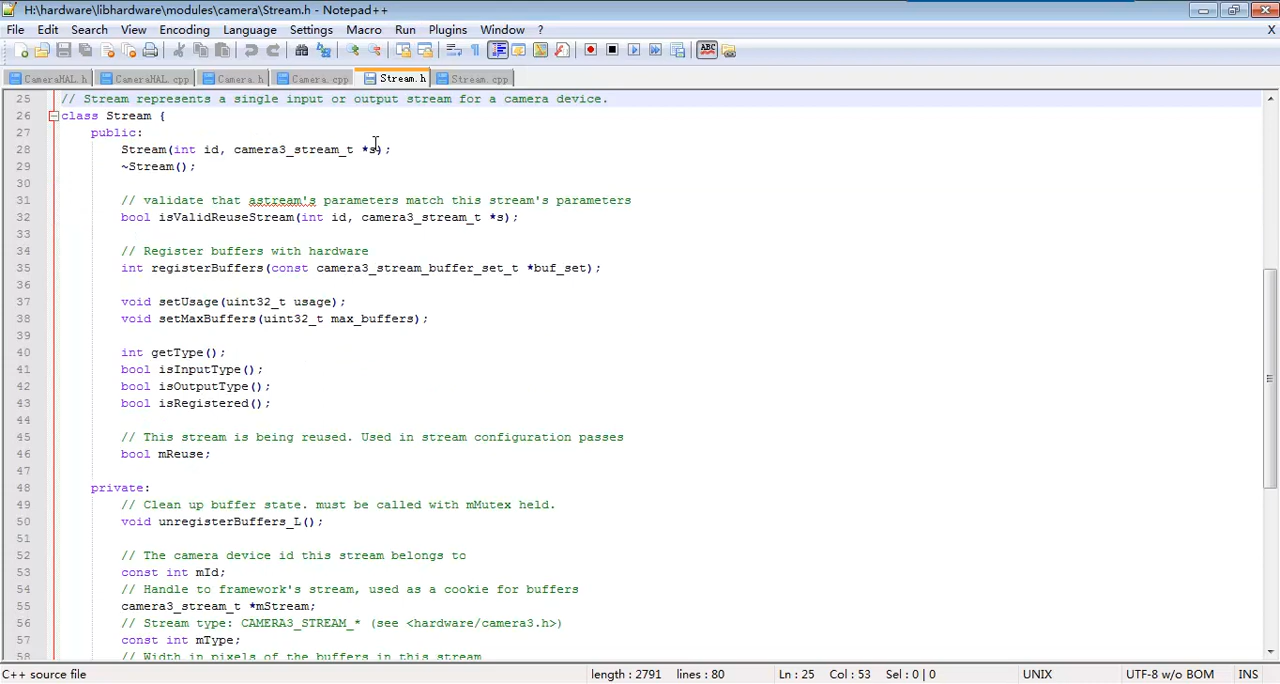 H:\hardware\libhardware\modules\camera\Stream.h - Notepad++
File Edit Search View Encoding Language Settings Macro Run Plugins Window ? X
ABC
CameraHAL.h CameraHAL.cpp Camera.h Camera.cpp Stream.h Stream.cpp
25 // Stream represents a single input or output stream for a camera device.
26 class Stream {
27 public:
28 Stream(int id, camera3_stream_t *s);
29 ~Stream();
30
31 // validate that astream's parameters match this stream's parameters
32 bool isValidReuseStream(int id, camera3_stream_t *s);
33
34 // Register buffers with hardware
35 int registerBuffers(const camera3_stream_buffer_set_t *buf_set);
36
37 void setUsage(uint32_t usage);
38 void setMaxBuffers(uint32_t max_buffers);
39
40 int getType();
41 bool isInputType();
42 bool isOutputType();
43 bool isRegistered();
44
45 // This stream is being reused. Used in stream configuration passes
46 bool mReuse;
47
48 private:
49 // Clean up buffer state. must be called with mMutex held.
50 void unregisterBuffers_L();
51
52 // The camera device id this stream belongs to
53 const int mId;
54 // Handle to framework's stream, used as a cookie for buffers
55 camera3_stream_t *mStream;
56 // Stream type: CAMERA3_STREAM_* (see <hardware/camera3.h>)
57 const int mType;
58 // Width in pixels of the buffers in this stream
C++ source file length : 2791 lines : 80 Ln : 25 Col : 53 Sel : 0 | 0 UNIX UTF-8 w/o BOM INS